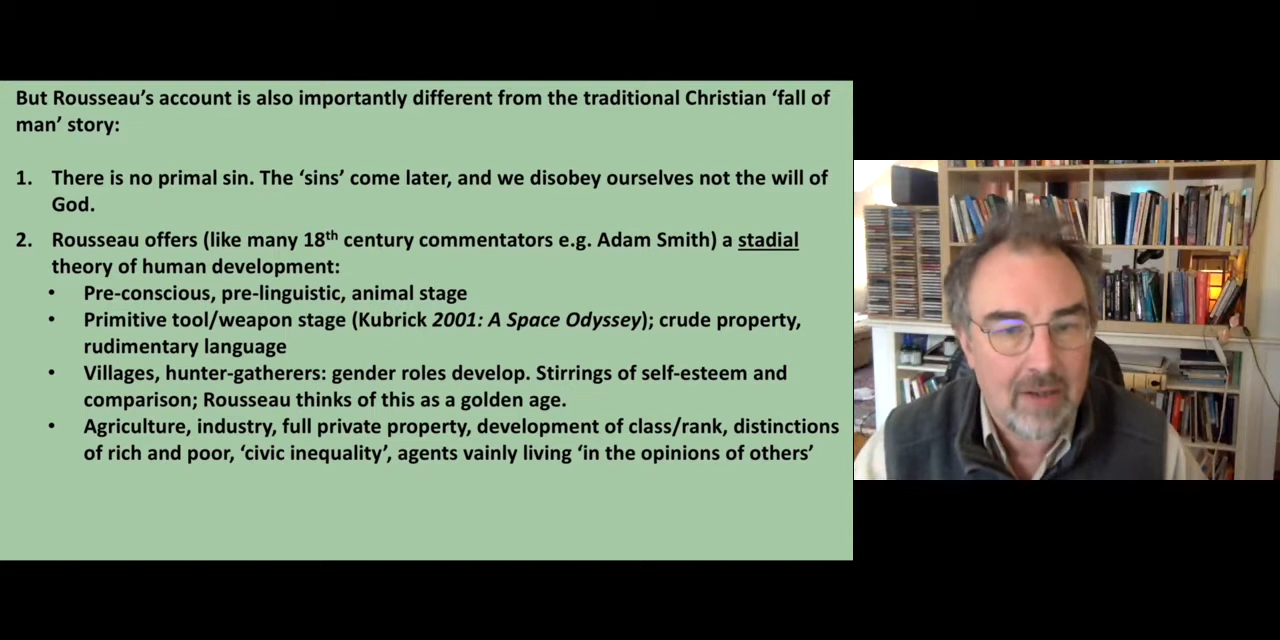 But Rousseau’s account is also importantly different from the traditional Christian ‘fall of
man’ story:
1. There is no primal sin. The ‘sins’ come later, and we disobey ourselves not the will of
God.
2. Rousseau offers (like many 18th century commentators e.g. Adam Smith) a stadial
theory of human development:
• Pre-conscious, pre-linguistic, animal stage
• Primitive tool/weapon stage (Kubrick 2001: A Space Odyssey); crude property,
rudimentary language
• Villages, hunter-gatherers: gender roles develop. Stirrings of self-esteem and
comparison; Rousseau thinks of this as a golden age.
• Agriculture, industry, full private property, development of class/rank, distinctions
of rich and poor, ‘civic inequality’, agents vainly living ‘in the opinions of others’